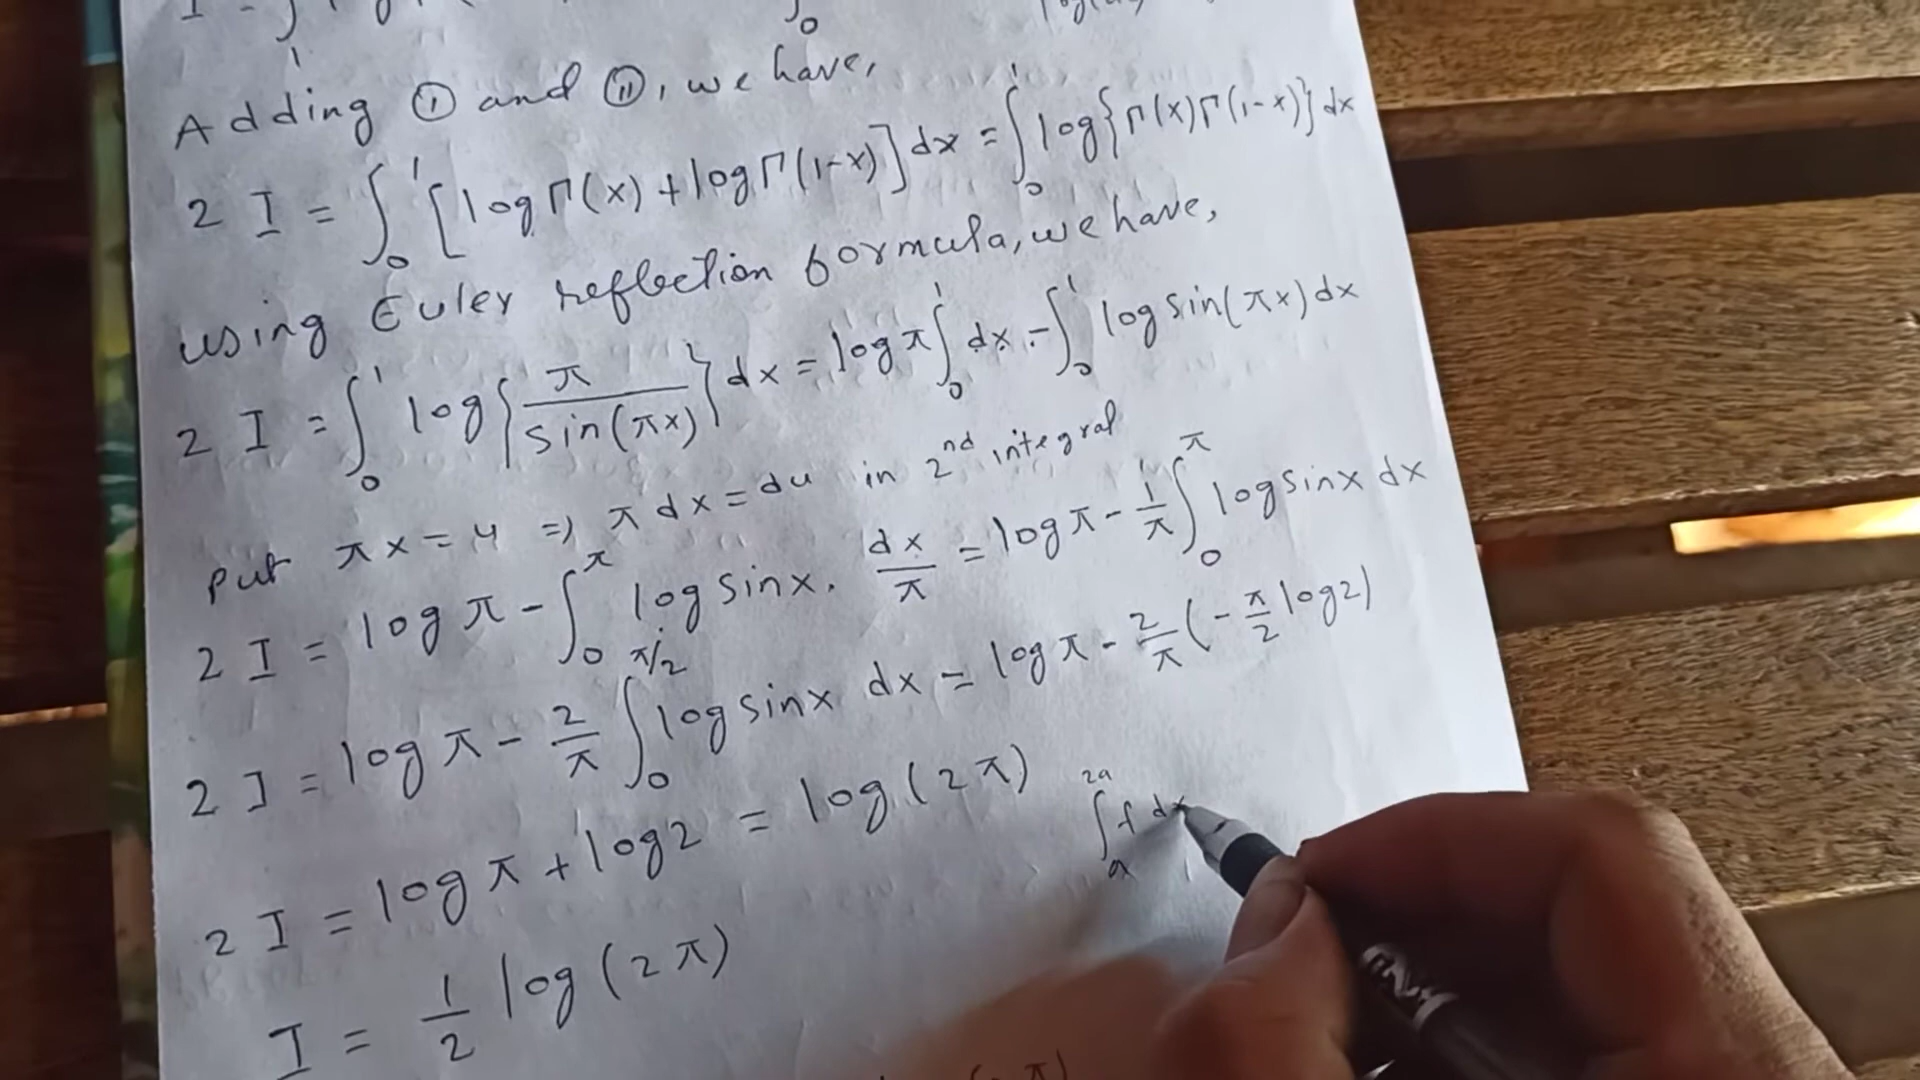 Adding ① and ②, we have,
2 I = ∫₀¹ [log Γ(x) + log Γ(1-x)] dx = ∫₀¹ log{Γ(x)Γ(1-x)} dx
using Euler reflection formula, we have,
2 I = ∫₀¹ log{π/sin(πx)} dx = log π ∫₀¹ dx - ∫₀¹ log sin(πx) dx
put πx = u ⇒ π dx = du in 2nd integral
2 I = log π - ∫₀^π log sin x . dx/π = log π - 1/π ∫₀^π log sin x dx
2 I = log π - 2/π ∫₀^(π/2) log sin x dx = log π - 2/π (- π/2 log 2)
2 I = log π + log 2 = log (2π)
∫ₐ^(2a) f dx
I = 1/2 log (2π)